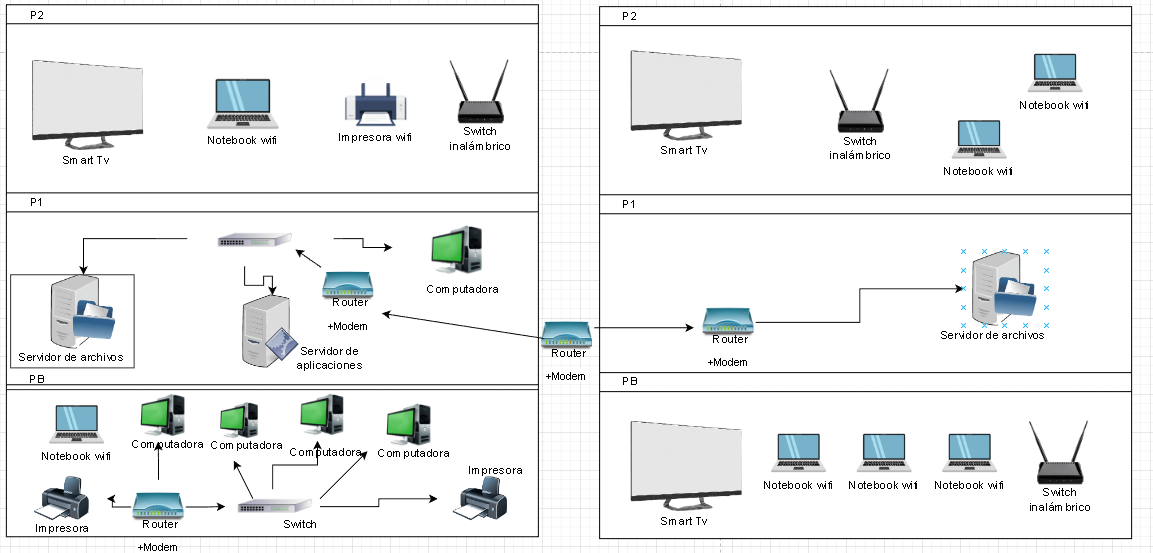 P2
Smart Tv
Notebook wifi
Impresora wifi
Switch
inalámbrico
P1
Computadora
Router
+Modem
Servidor de archivos
Servidor de
aplicaciones
PB
Notebook wifi
Computadora
Computadora
Computadora
Computadora
Impresora
Impresora
Router
+Modem
Switch
Router
+Modem
P2
Smart Tv
Switch
inalámbrico
Notebook wifi
Notebook wifi
P1
Router
+Modem
Servidor de archivos
PB
Smart Tv
Notebook wifi
Notebook wifi
Notebook wifi
Switch
inalámbrico